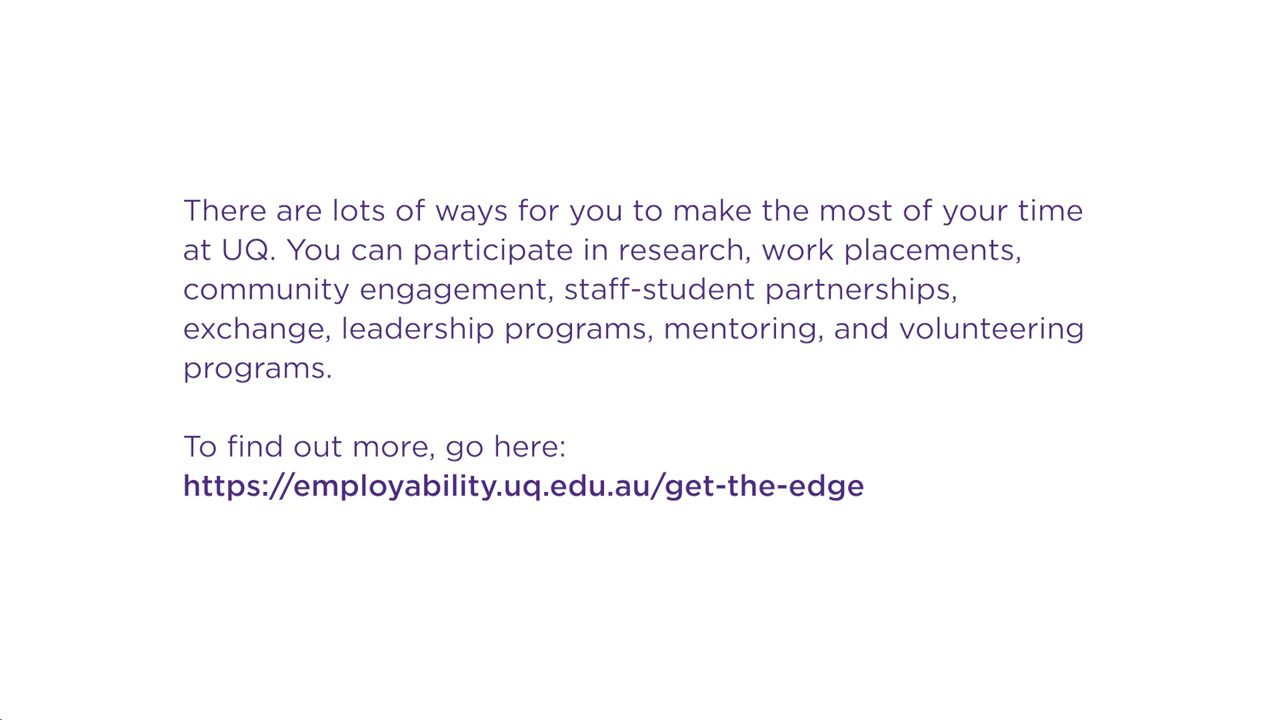 There are lots of ways for you to make the most of your time
at UQ. You can participate in research, work placements,
community engagement, staff-student partnerships,
exchange, leadership programs, mentoring, and volunteering
programs.
To find out more, go here:
https://employability.uq.edu.au/get-the-edge